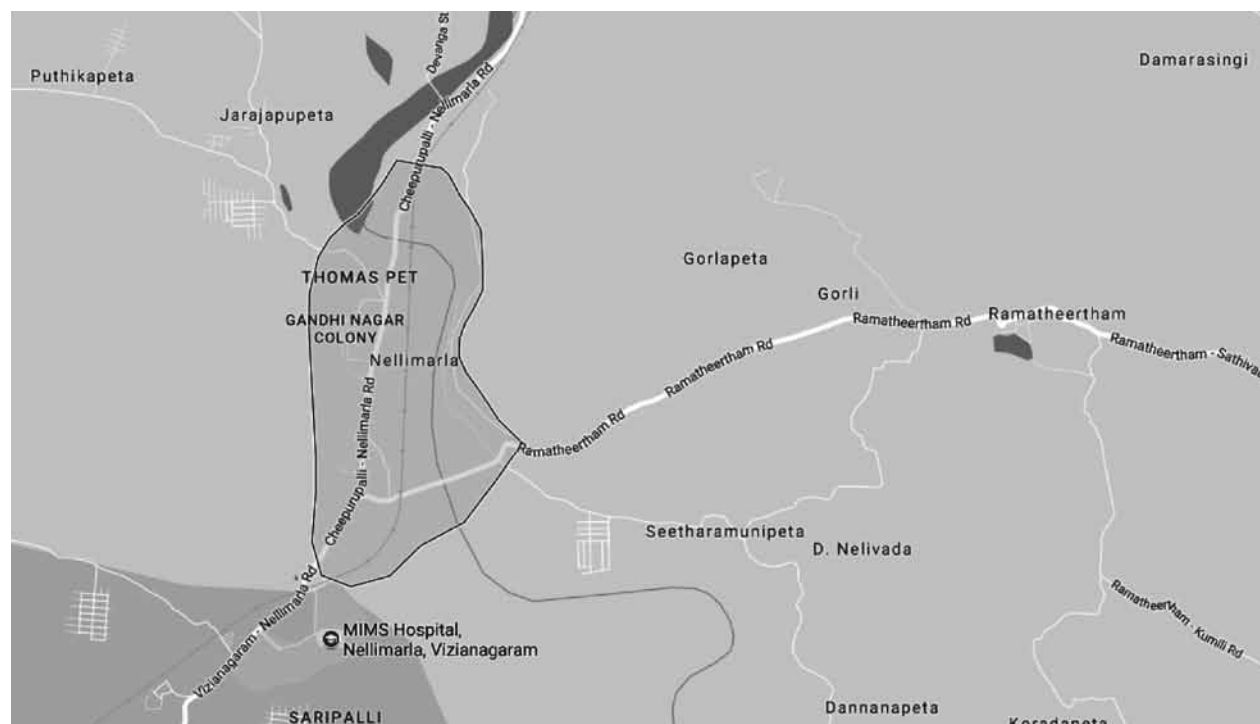 Devanga St
Damarasingi
Puthikapeta
Jarajapupeta
Cheepurupalli - Nellimarla Rd
Gorlapeta
THOMAS PET
Gorli
Ramatheertham
GANDHI NAGAR
COLONY
Ramatheertham Rd
Nellimarla
Ramatheertham Rd
Ramatheertham - Sathivad
Cheepurupalli - Nellimarla Rd
Ramatheertham Rd
Seetharamunipeta
D. Nelivada
Vizianagaram - Nellimarla Rd
Ramatheertham - Kumili Rd
MIMS Hospital,
Nellimarla, Vizianagaram
SARIPALLI
Dannanapeta